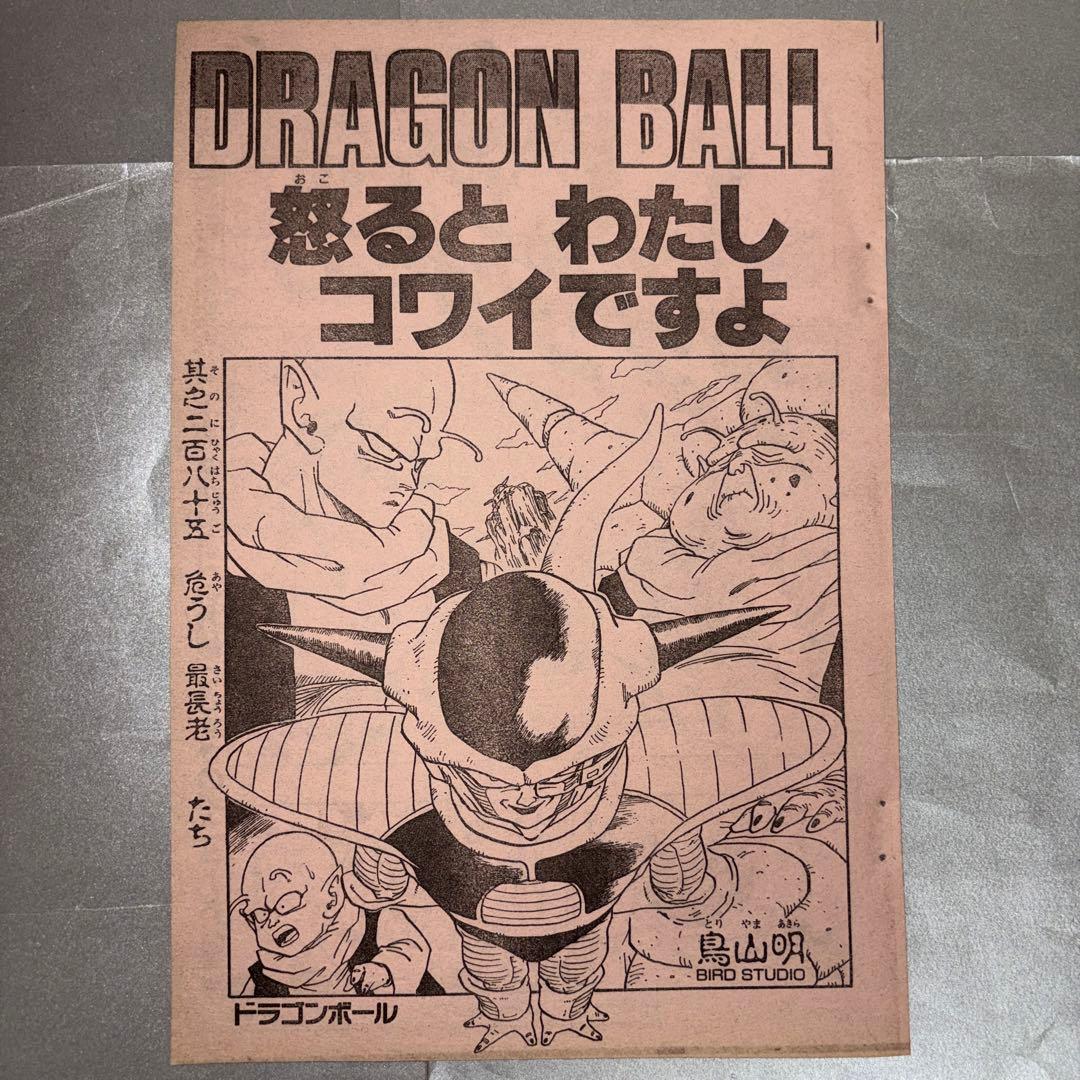 DRAGON BALL
怒ると わたし
おこ
コワイですよ
其之二百八十五 危うし 最長老 たち
そ の に ひゃく はち じゅう ご あや さい ちょう ろう
とり やま あきら
鳥山明
BIRD STUDIO
ドラゴンボール